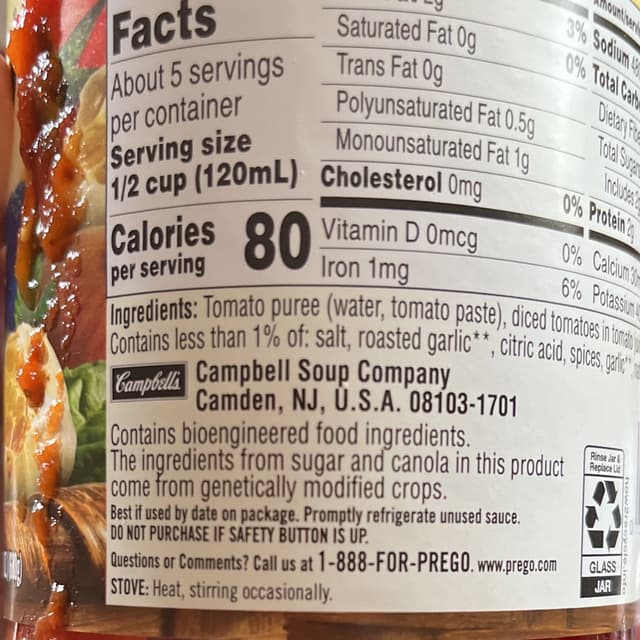 Facts
About 5 servings
per container
Serving size
1/2 cup (120mL)
Calories
per serving
80
Saturated Fat 0g 3%
Trans Fat 0g 0%
Polyunsaturated Fat 0.5g
Monounsaturated Fat 1g
Cholesterol 0mg 0%
Vitamin D 0mcg 0%
Iron 1mg 6%
Sodium
Total Carb
Dietary
Total Sugars
Includes
Protein 2g
Calcium
Potassium
Ingredients: Tomato puree (water, tomato paste), diced tomatoes in tomato
Contains less than 1% of: salt, roasted garlic**, citric acid, spices, garlic**,
Campbell's
Campbell Soup Company
Camden, NJ, U.S.A. 08103-1701
Contains bioengineered food ingredients.
The ingredients from sugar and canola in this product
come from genetically modified crops.
Best if used by date on package. Promptly refrigerate unused sauce.
DO NOT PURCHASE IF SAFETY BUTTON IS UP.
Questions or Comments? Call us at 1-888-FOR-PREGO. www.prego.com
STOVE: Heat, stirring occasionally.
Rinse Jar &
Replace Lid
GLASS
JAR
how2recycle.info